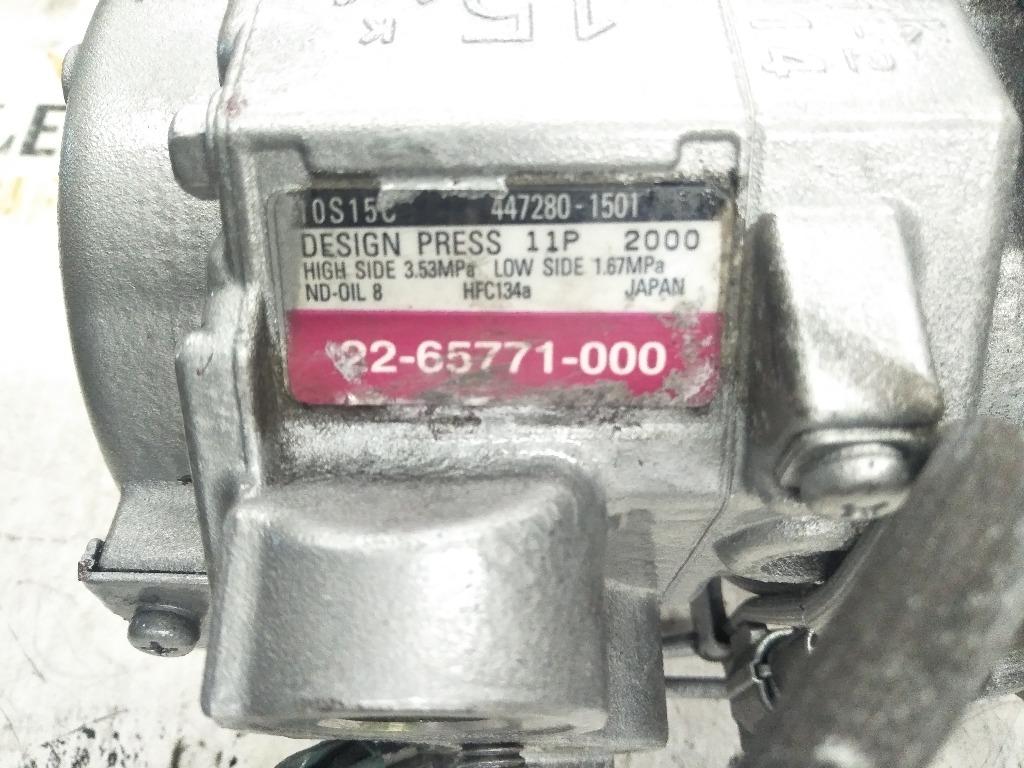 15 K
10S15C 447280-1501
DESIGN PRESS 11P 2000
HIGH SIDE 3.53MPa LOW SIDE 1.67MPa
ND-OIL 8 HFC134a JAPAN
22-65771-000